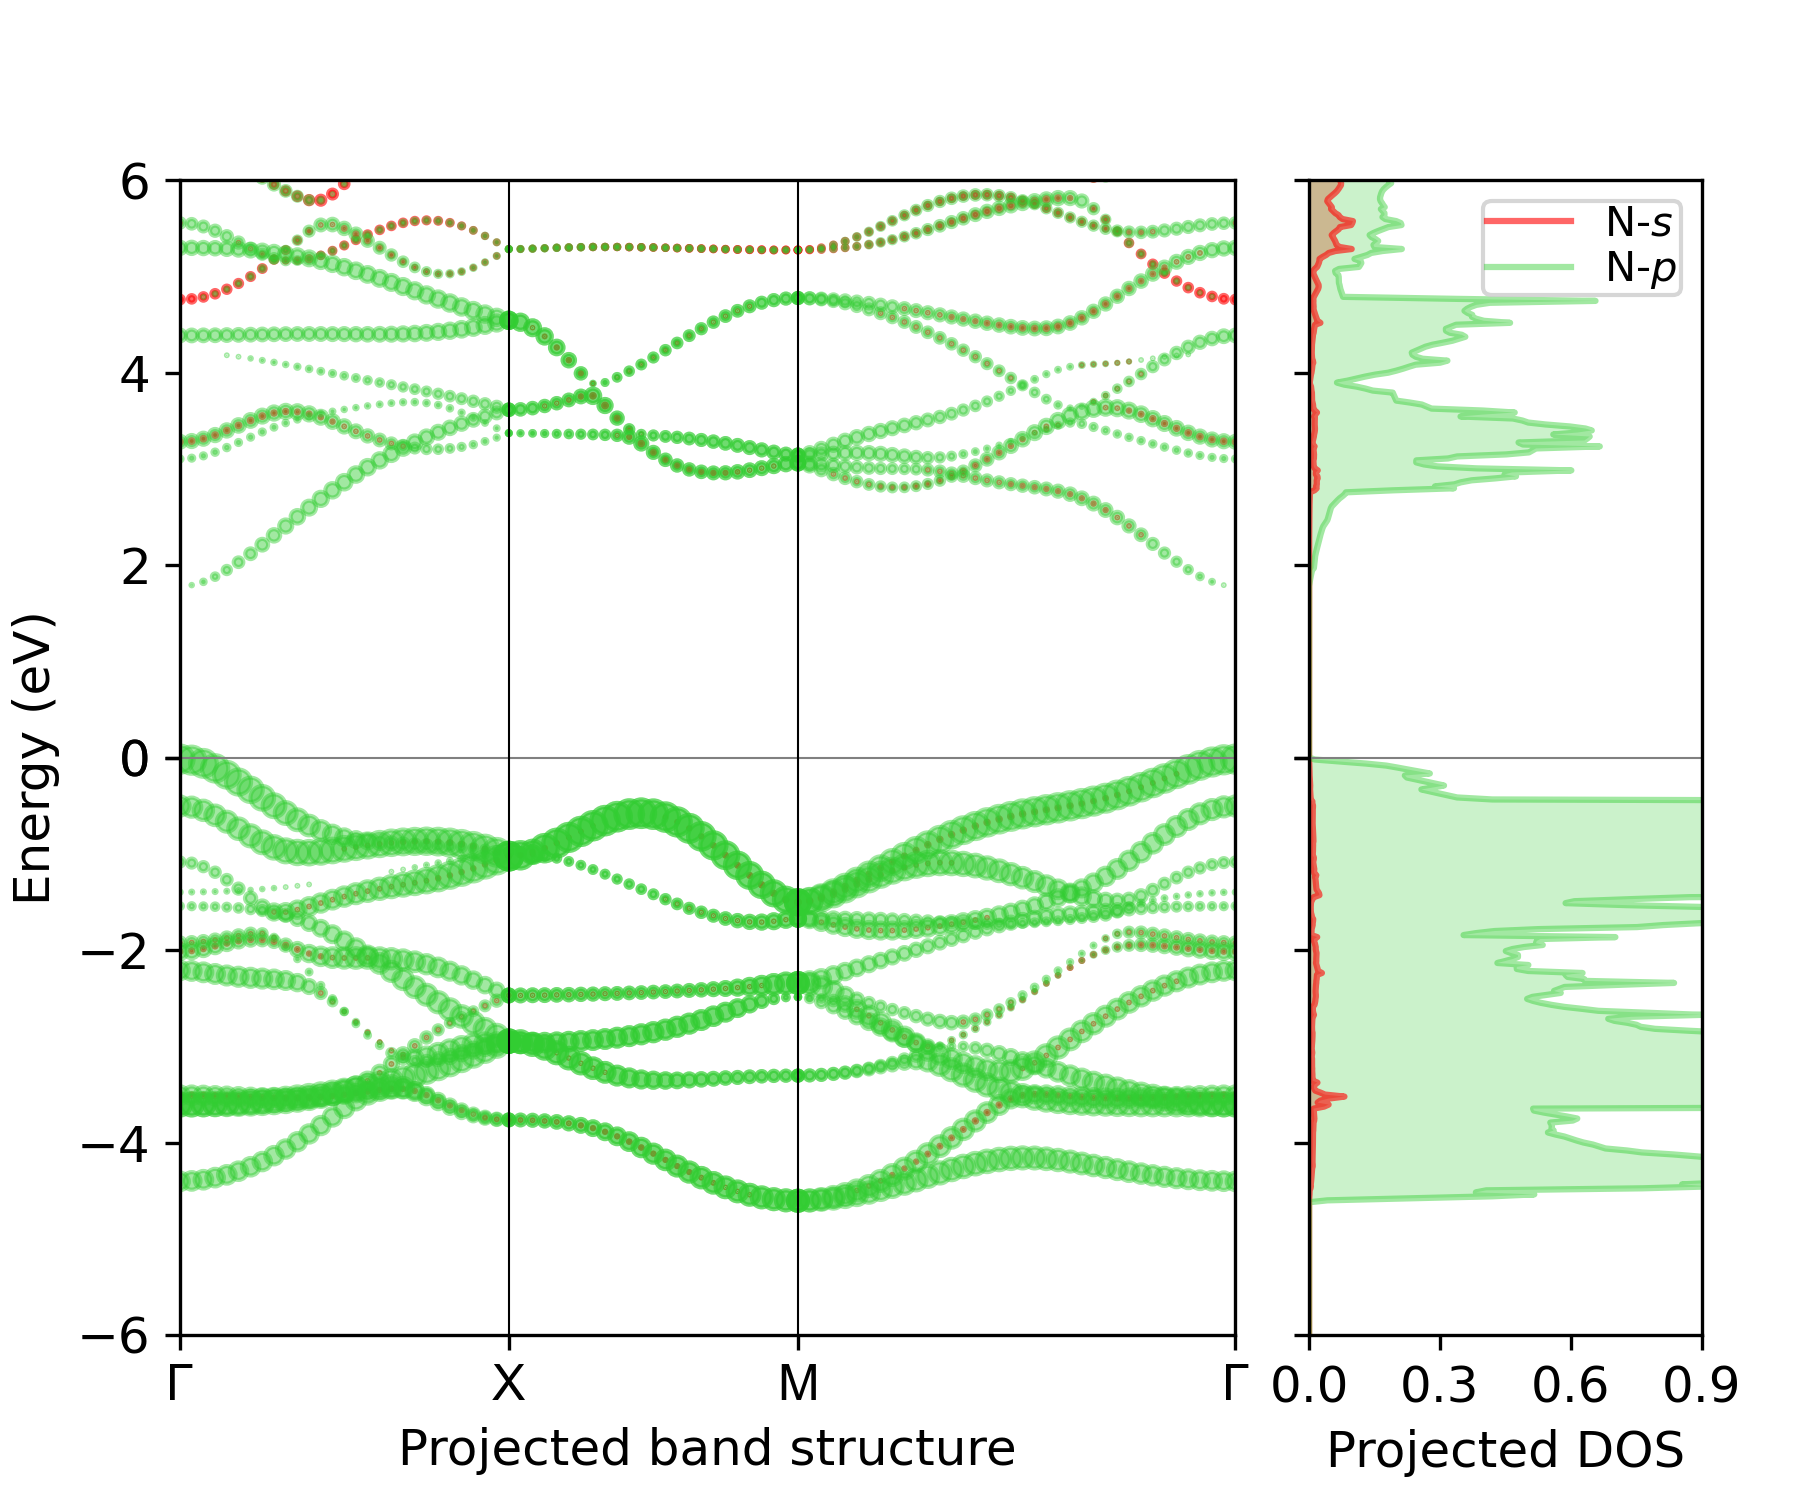 Energy (eV)
6
4
2
0
−2
−4
−6
Γ X M Γ
Projected band structure
N-s
N-p
0.0 0.3 0.6 0.9
Projected DOS